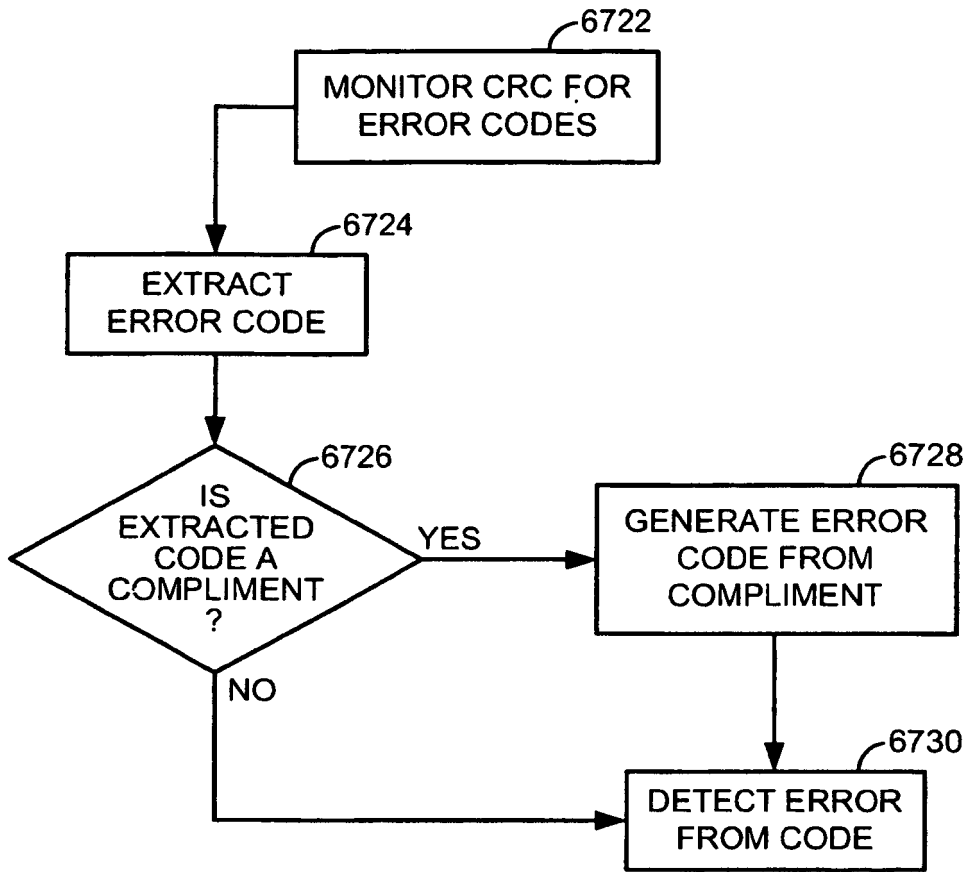 6722
MONITOR CRC FOR
ERROR CODES
6724
EXTRACT
ERROR CODE
6726
IS
EXTRACTED
CODE A
COMPLIMENT
?
YES
6728
GENERATE ERROR
CODE FROM
COMPLIMENT
NO
6730
DETECT ERROR
FROM CODE